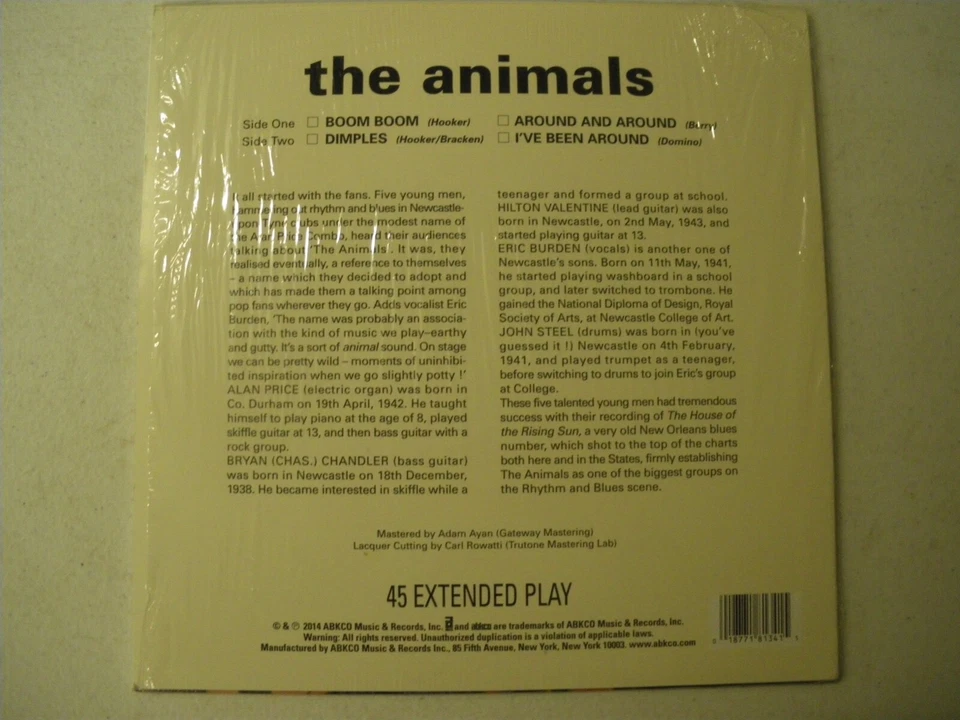 the animals
Side One □ BOOM BOOM (Hooker) □ AROUND AND AROUND (Berry)
Side Two □ DIMPLES (Hooker/Bracken) □ I'VE BEEN AROUND (Domino)
It all started with the fans. Five young men,
hammering out rhythm and blues in Newcastle-
upon-Tyne clubs under the modest name of
the Alan Price Combo, heard their audiences
talking about 'The Animals'. It was, they
realised eventually, a reference to themselves
– a name which they decided to adopt and
which has made them a talking point among
pop fans wherever they go. Adds vocalist Eric
Burden, 'The name was probably an associa-
tion with the kind of music we play–earthy
and gutty. It's a sort of animal sound. On stage
we can be pretty wild – moments of uninhibi-
ted inspiration when we go slightly potty !'
ALAN PRICE (electric organ) was born in
Co. Durham on 19th April, 1942. He taught
himself to play piano at the age of 8, played
skiffle guitar at 13, and then bass guitar with a
rock group.
BRYAN (CHAS.) CHANDLER (bass guitar)
was born in Newcastle on 18th December,
1938. He became interested in skiffle while a
teenager and formed a group at school.
HILTON VALENTINE (lead guitar) was also
born in Newcastle, on 2nd May, 1943, and
started playing guitar at 13.
ERIC BURDEN (vocals) is another one of
Newcastle's sons. Born on 11th May, 1941,
he started playing washboard in a school
group, and later switched to trombone. He
gained the National Diploma of Design, Royal
Society of Arts, at Newcastle College of Art.
JOHN STEEL (drums) was born in (you've
guessed it !) Newcastle on 4th February,
1941, and played trumpet as a teenager,
before switching to drums to join Eric's group
at College.
These five talented young men had tremendous
success with their recording of The House of
the Rising Sun, a very old New Orleans blues
number, which shot to the top of the charts
both here and in the States, firmly establishing
The Animals as one of the biggest groups on
the Rhythm and Blues scene.
Mastered by Adam Ayan (Gateway Mastering)
Lacquer Cutting by Carl Rowatti (Trutone Mastering Lab)
45 EXTENDED PLAY
© & ℗ 2014 ABKCO Music & Records, Inc. and abkco are trademarks of ABKCO Music & Records, Inc.
Warning: All rights reserved. Unauthorized duplication is a violation of applicable laws.
Manufactured by ABKCO Music & Records Inc., 85 Fifth Avenue, New York, New York 10003. www.abkco.com
0 18771 81341 1